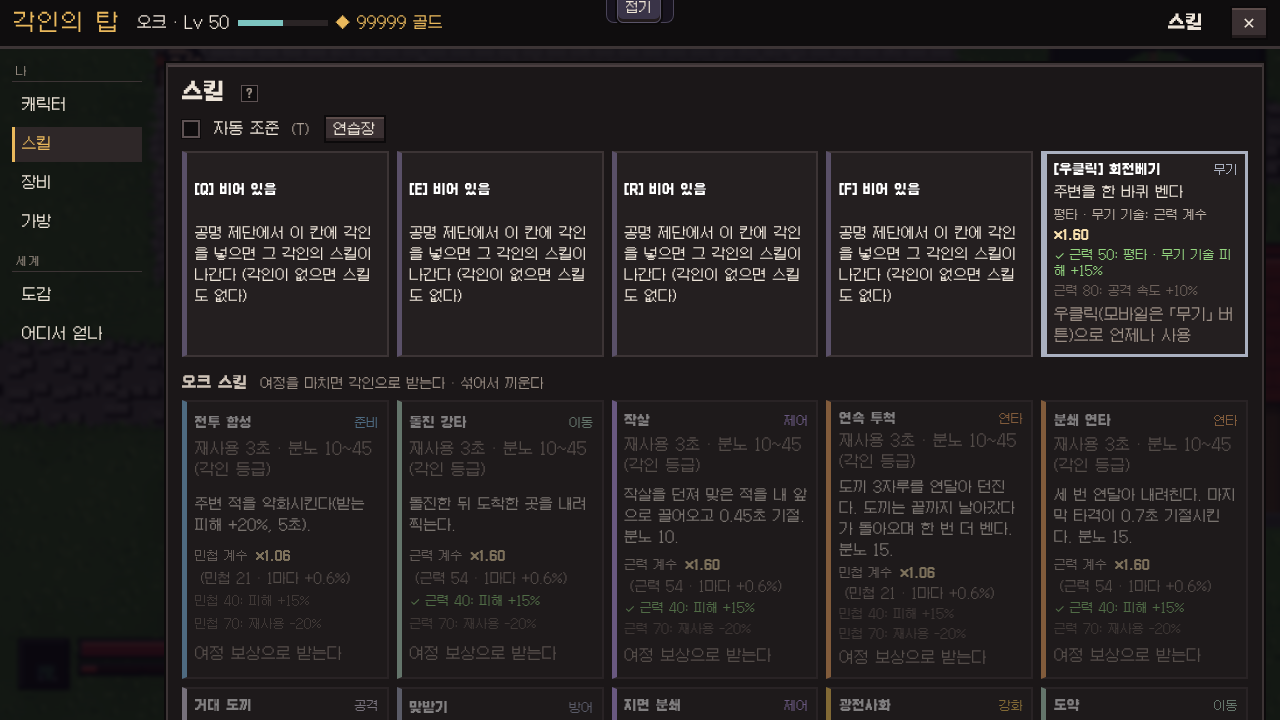 각인의 탑
오크 · Lv 50
◆ 99999 골드
접기
스킬
×
나
캐릭터
스킬
장비
가방
세계
도감
어디서 얻나
스킬 ?
자동 조준 (T)
연습장
[Q] 비어 있음
공명 제단에서 이 칸에 각인
을 넣으면 그 각인의 스킬이
나간다 (각인이 없으면 스킬
도 없다)
[E] 비어 있음
공명 제단에서 이 칸에 각인
을 넣으면 그 각인의 스킬이
나간다 (각인이 없으면 스킬
도 없다)
[R] 비어 있음
공명 제단에서 이 칸에 각인
을 넣으면 그 각인의 스킬이
나간다 (각인이 없으면 스킬
도 없다)
[F] 비어 있음
공명 제단에서 이 칸에 각인
을 넣으면 그 각인의 스킬이
나간다 (각인이 없으면 스킬
도 없다)
[우클릭] 회전베기 무기
주변을 한 바퀴 벤다
평타 · 무기 기술: 근력 계수
×1.60
✓ 근력 50: 평타 · 무기 기술 피
해 +15%
근력 80: 공격 속도 +10%
우클릭(모바일은 「무기」 버
튼)으로 언제나 사용
오크 스킬 여정을 마치면 각인으로 받는다 · 섞어서 끼운다
전투 함성 준비
재사용 3초 · 분노 10~45
(각인 등급)
주변 적을 약화시킨다(받는
피해 +20%, 5초).
민첩 계수 ×1.06
(민첩 21 · 1마다 +0.6%)
민첩 40: 피해 +15%
민첩 70: 재사용 -20%
여정 보상으로 받는다
돌진 강타 이동
재사용 3초 · 분노 10~45
(각인 등급)
돌진한 뒤 도착한 곳을 내려
찍는다.
근력 계수 ×1.60
(근력 54 · 1마다 +0.6%)
✓ 근력 40: 피해 +15%
근력 70: 재사용 -20%
여정 보상으로 받는다
작살 제어
재사용 3초 · 분노 10~45
(각인 등급)
작살을 던져 맞은 적을 내 앞
으로 끌어오고 0.45초 기절.
분노 10.
근력 계수 ×1.60
(근력 54 · 1마다 +0.6%)
✓ 근력 40: 피해 +15%
근력 70: 재사용 -20%
여정 보상으로 받는다
연속 투척 연타
재사용 3초 · 분노 10~45
(각인 등급)
도끼 3자루를 연달아 던진
다. 도끼는 끝까지 날아갔다
가 돌아오며 한 번 더 벤다.
분노 15.
민첩 계수 ×1.06
(민첩 21 · 1마다 +0.6%)
민첩 40: 피해 +15%
민첩 70: 재사용 -20%
여정 보상으로 받는다
분쇄 연타 연타
재사용 3초 · 분노 10~45
(각인 등급)
세 번 연달아 내려친다. 마지
막 타격이 0.7초 기절시킨
다. 분노 15.
근력 계수 ×1.60
(근력 54 · 1마다 +0.6%)
✓ 근력 40: 피해 +15%
근력 70: 재사용 -20%
여정 보상으로 받는다
거대 도끼 공격
맞받기 방어
지면 분쇄 제어
광전사화 강화
도약 이동